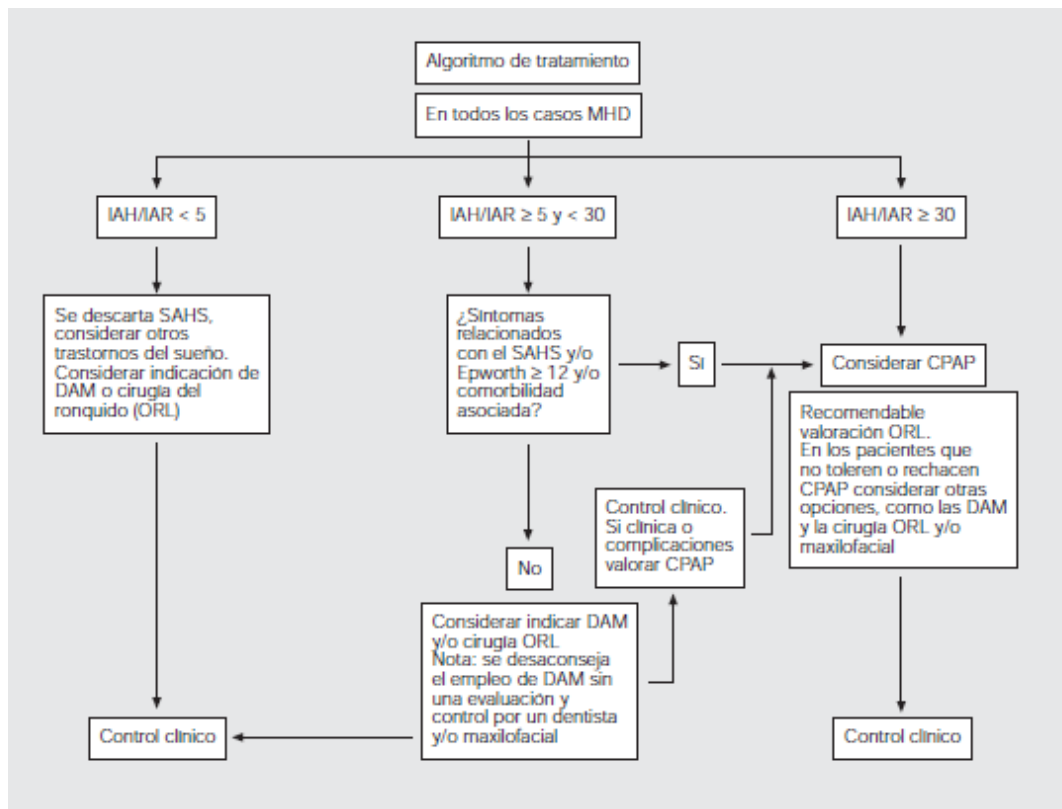 Algoritmo de tratamiento
En todos los casos MHD
IAH/IAR < 5
IAH/IAR ≥ 5 y < 30
IAH/IAR ≥ 30
Se descarta SAHS,
considerar otros
trastornos del sueño.
Considerar indicación de
DAM o cirugía del
ronquido (ORL)
¿Síntomas
relacionados
con el SAHS y/o
Epworth ≥ 12 y/o
comorbilidad
asociada?
Si
Considerar CPAP
Recomendable
valoración ORL.
En los pacientes que
no toleren o rechacen
CPAP considerar otras
opciones, como las DAM
y la cirugía ORL y/o
maxilofacial
Control clínico.
Si clínica o
complicaciones
valorar CPAP
No
Considerar indicar DAM
y/o cirugía ORL
Nota: se desaconseja
el empleo de DAM sin
una evaluación y
control por un dentista
y/o maxilofacial
Control clínico
Control clínico